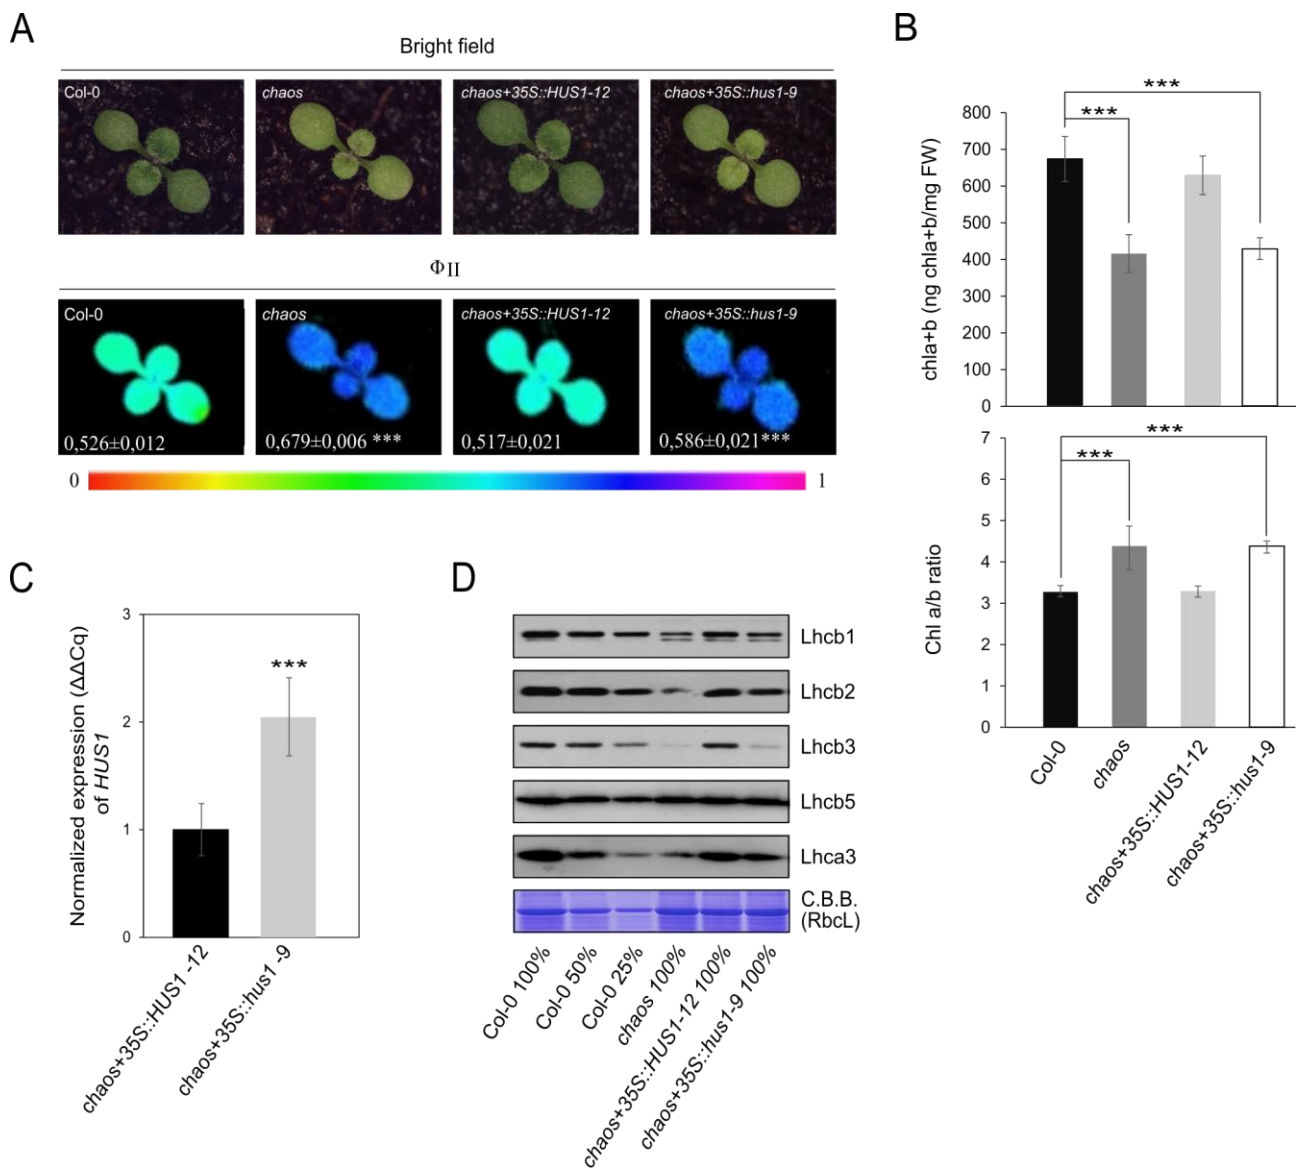 A
Bright field
Col-0
chaos
chaos+35S::HUS1-12
chaos+35S::hus1-9
ΦII
Col-0
chaos
chaos+35S::HUS1-12
chaos+35S::hus1-9
0,526±0,012
0,679±0,006 ***
0,517±0,021
0,586±0,021***
0
1
B
chla+b (ng chla+b/mg FW)
800
700
600
500
400
300
200
100
0
***
***
Chl a/b ratio
7
6
5
4
3
2
1
0
***
***
Col-0
chaos
chaos+35S::HUS1-12
chaos+35S::hus1-9
C
Normalized expression (ΔΔCq)
of HUS1
3
2
1
0
***
chaos+35S::HUS1 -12
chaos+35S::hus1 -9
D
Lhcb1
Lhcb2
Lhcb3
Lhcb5
Lhca3
C.B.B.
(RbcL)
Col-0 100%
Col-0 50%
Col-0 25%
chaos 100%
chaos+35S::HUS1-12 100%
chaos+35S::hus1-9 100%